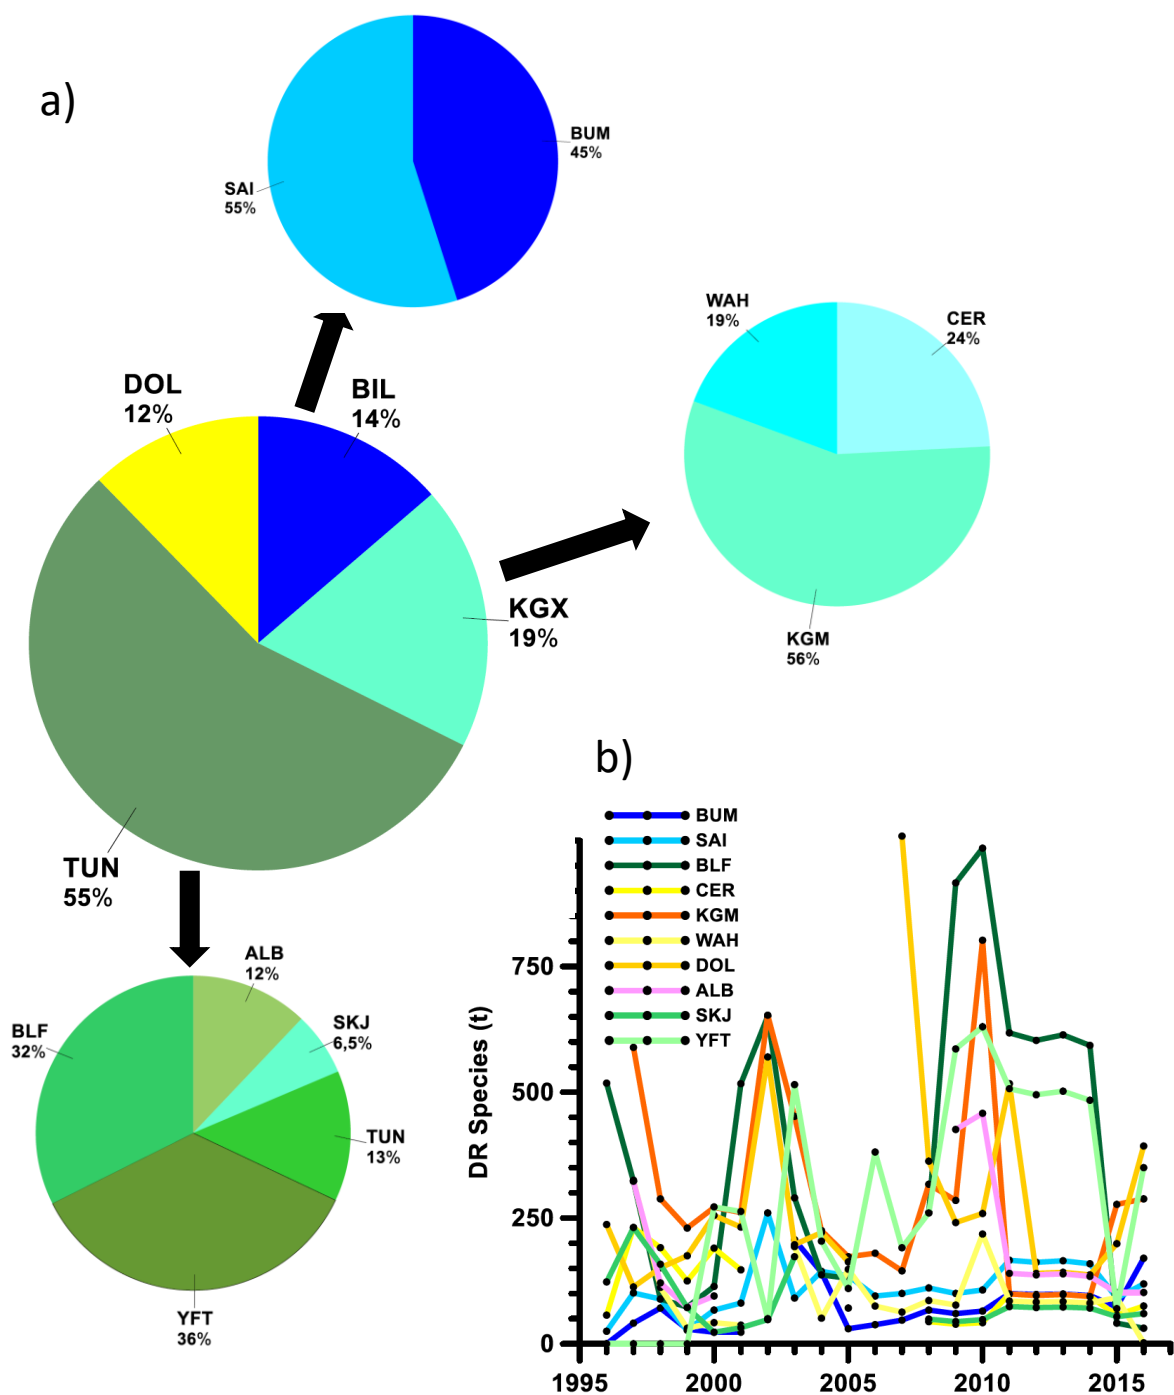 a)
BUM
45%
SAI
55%
WAH
19%
CER
24%
KGM
56%
DOL
12%
BIL
14%
KGX
19%
TUN
55%
ALB
12%
SKJ
6,5%
BLF
32%
TUN
13%
YFT
36%
b)
BUM
SAI
BLF
CER
KGM
WAH
DOL
ALB
SKJ
YFT
DR Species (t)
750
500
250
0
1995
2000
2005
2010
2015